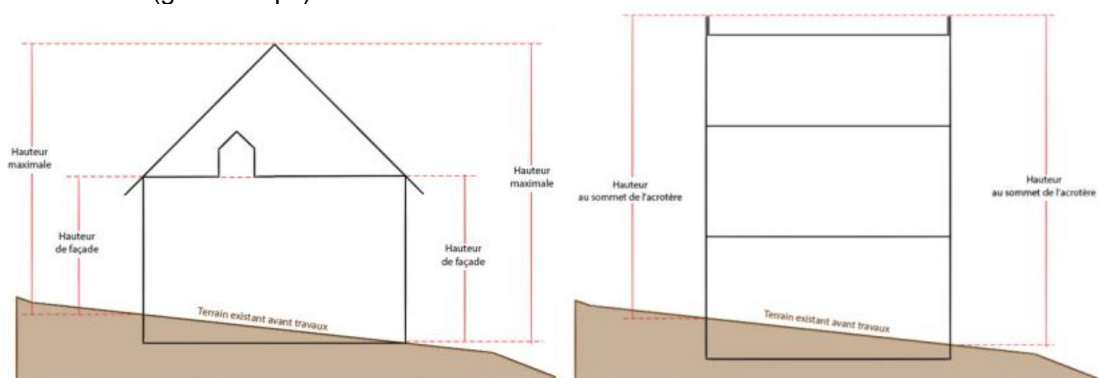 Hauteur
maximale
Hauteur
de façade
Hauteur
maximale
Hauteur
de façade
Terrain existant avant travaux
Hauteur
au sommet de l'acrotère
Hauteur
au sommet de l'acrotère
Terrain existant avant travaux